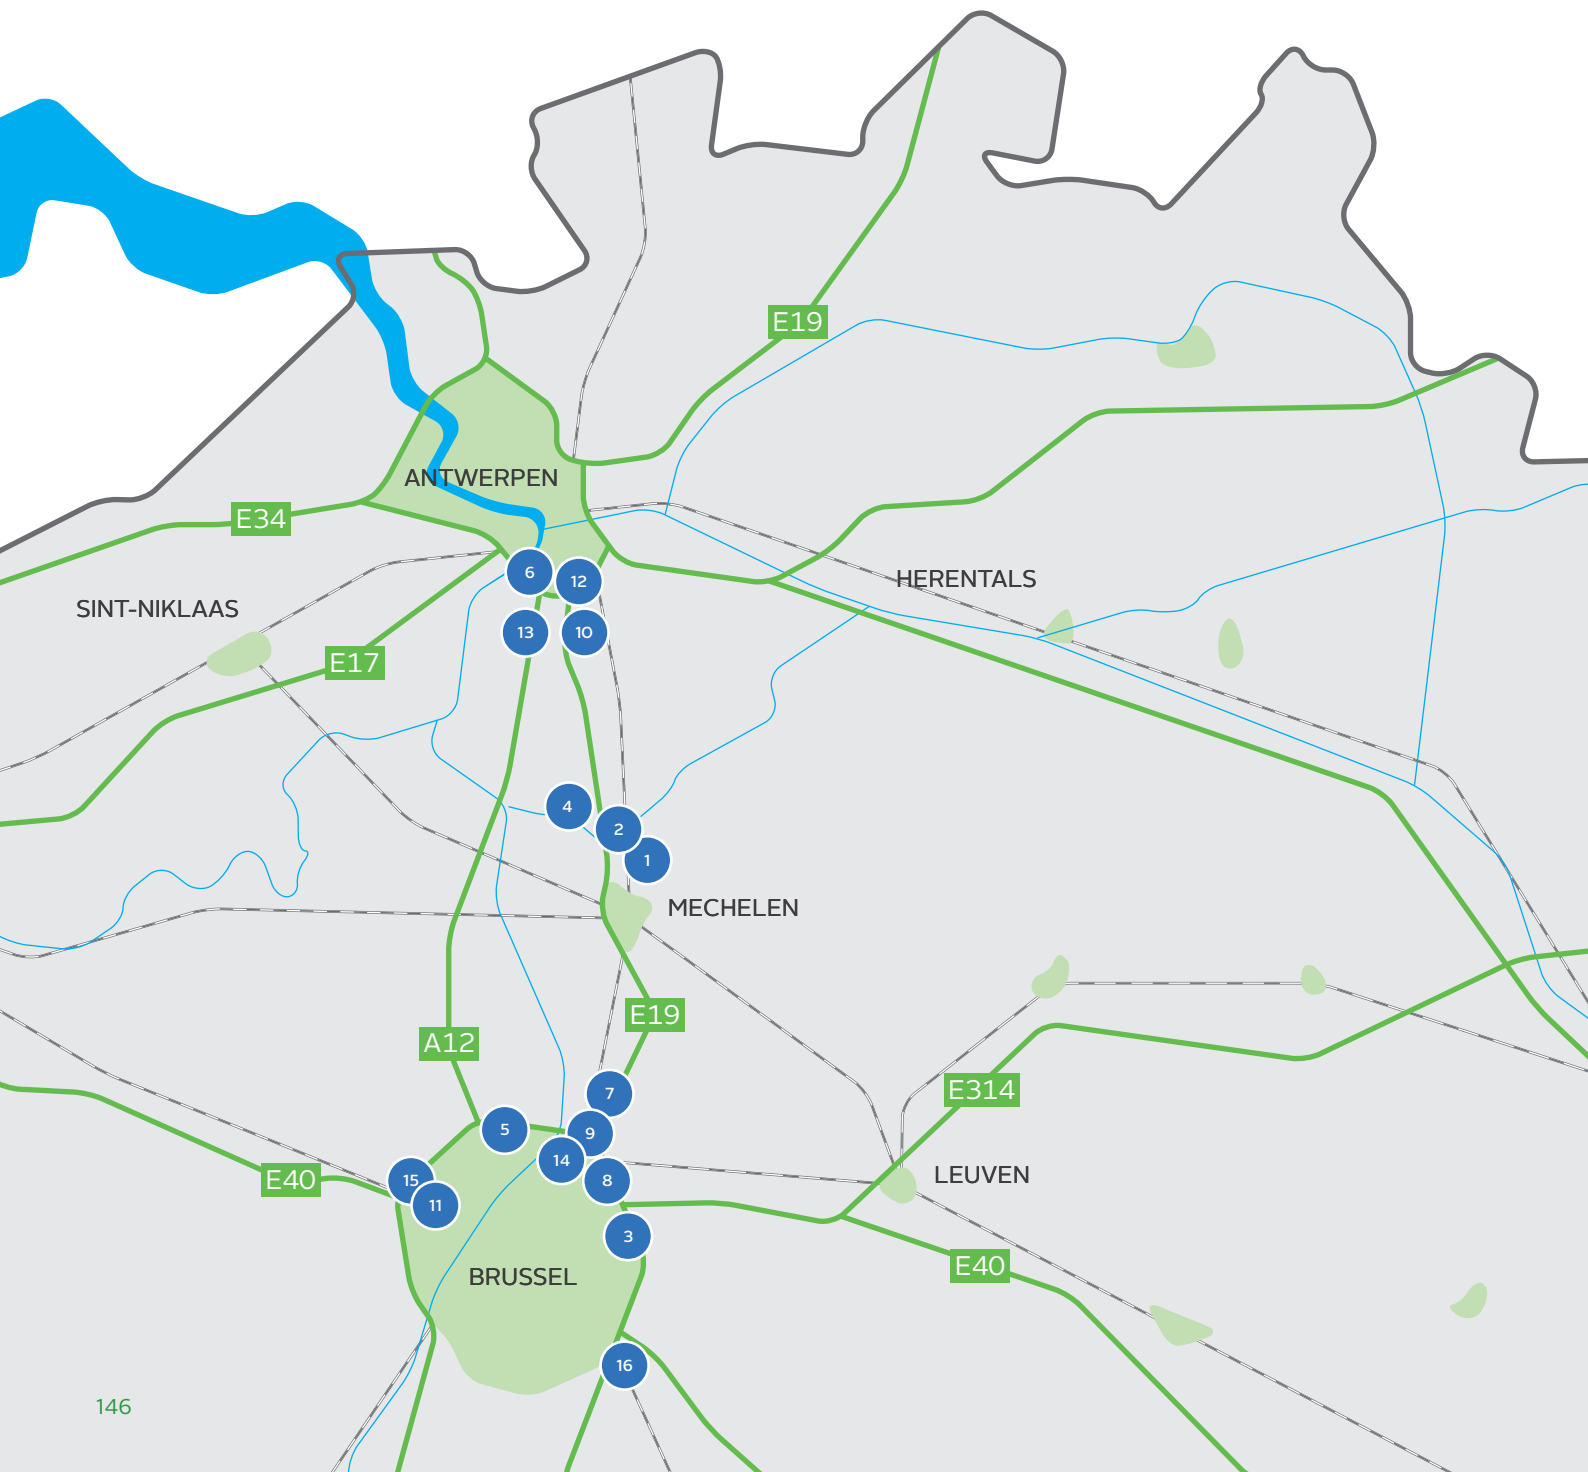 E19
ANTWERPEN
E34
6
12
HERENTALS
SINT-NIKLAAS
13
10
E17
4
2
1
MECHELEN
E19
A12
E314
7
5
9
14
LEUVEN
E40
15
8
11
3
E40
BRUSSEL
16
146